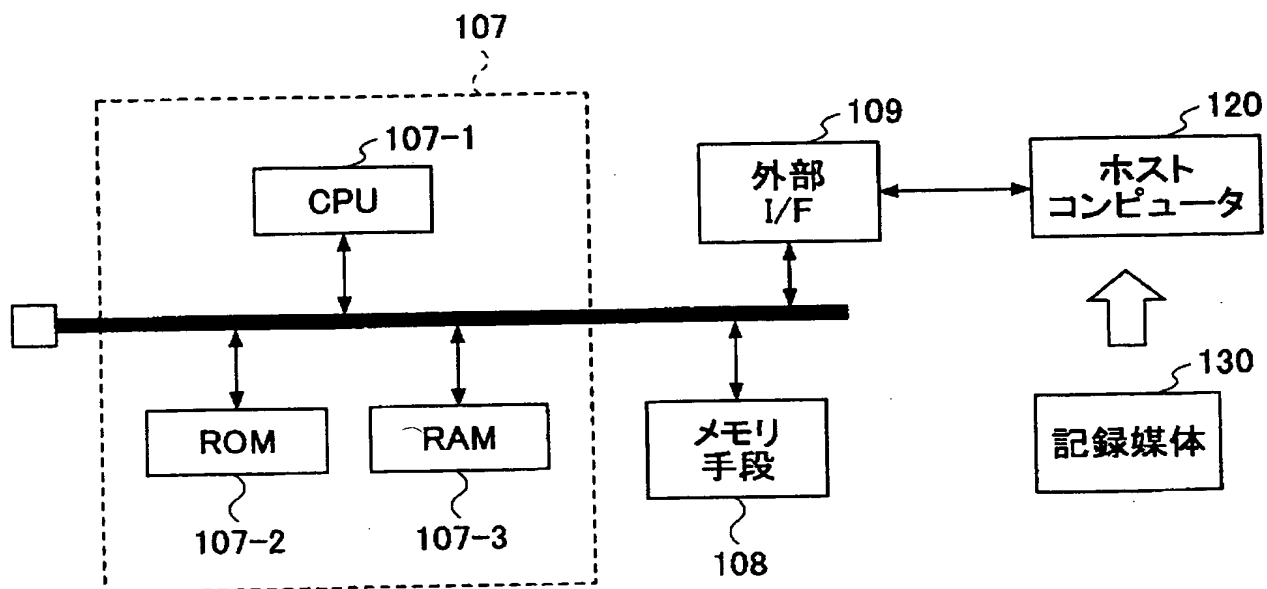 107
107-1
CPU
109
外部
I/F
120
ホスト
コンピュータ
ROM
107-2
RAM
107-3
メモリ
手段
108
130
記録媒体